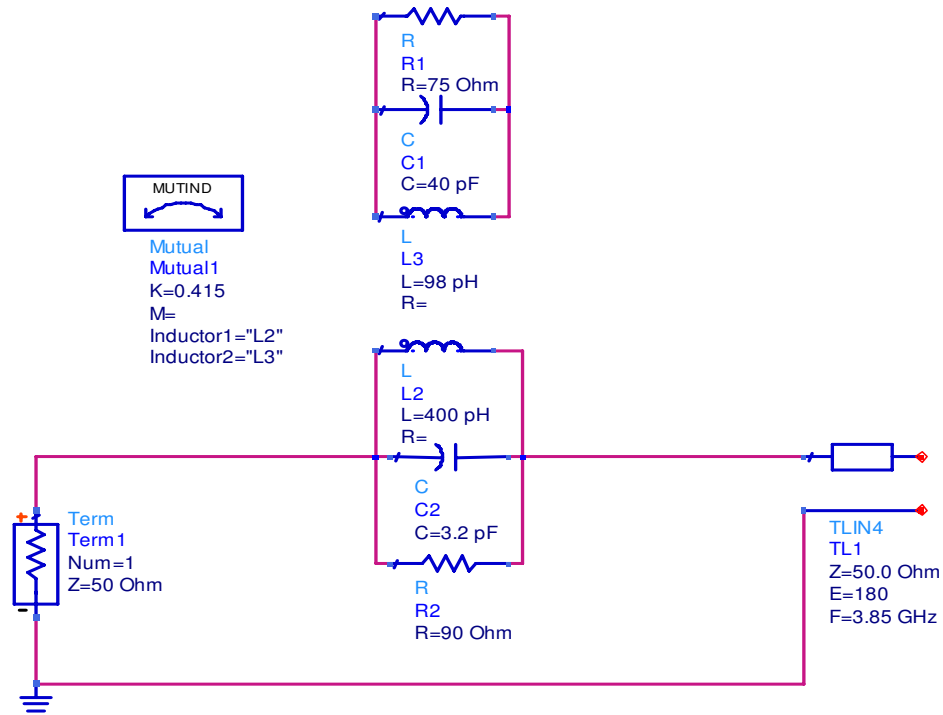 R
R1
R=75 Ohm
C
C1
C=40 pF
MUTIND
Mutual
Mutual1
K=0.415
M=
Inductor1="L2"
Inductor2="L3"
L
L3
L=98 pH
R=
L
L2
L=400 pH
R=
C
C2
C=3.2 pF
R
R2
R=90 Ohm
+
Term
Term1
Num=1
Z=50 Ohm
-
TLIN4
TL1
Z=50.0 Ohm
E=180
F=3.85 GHz